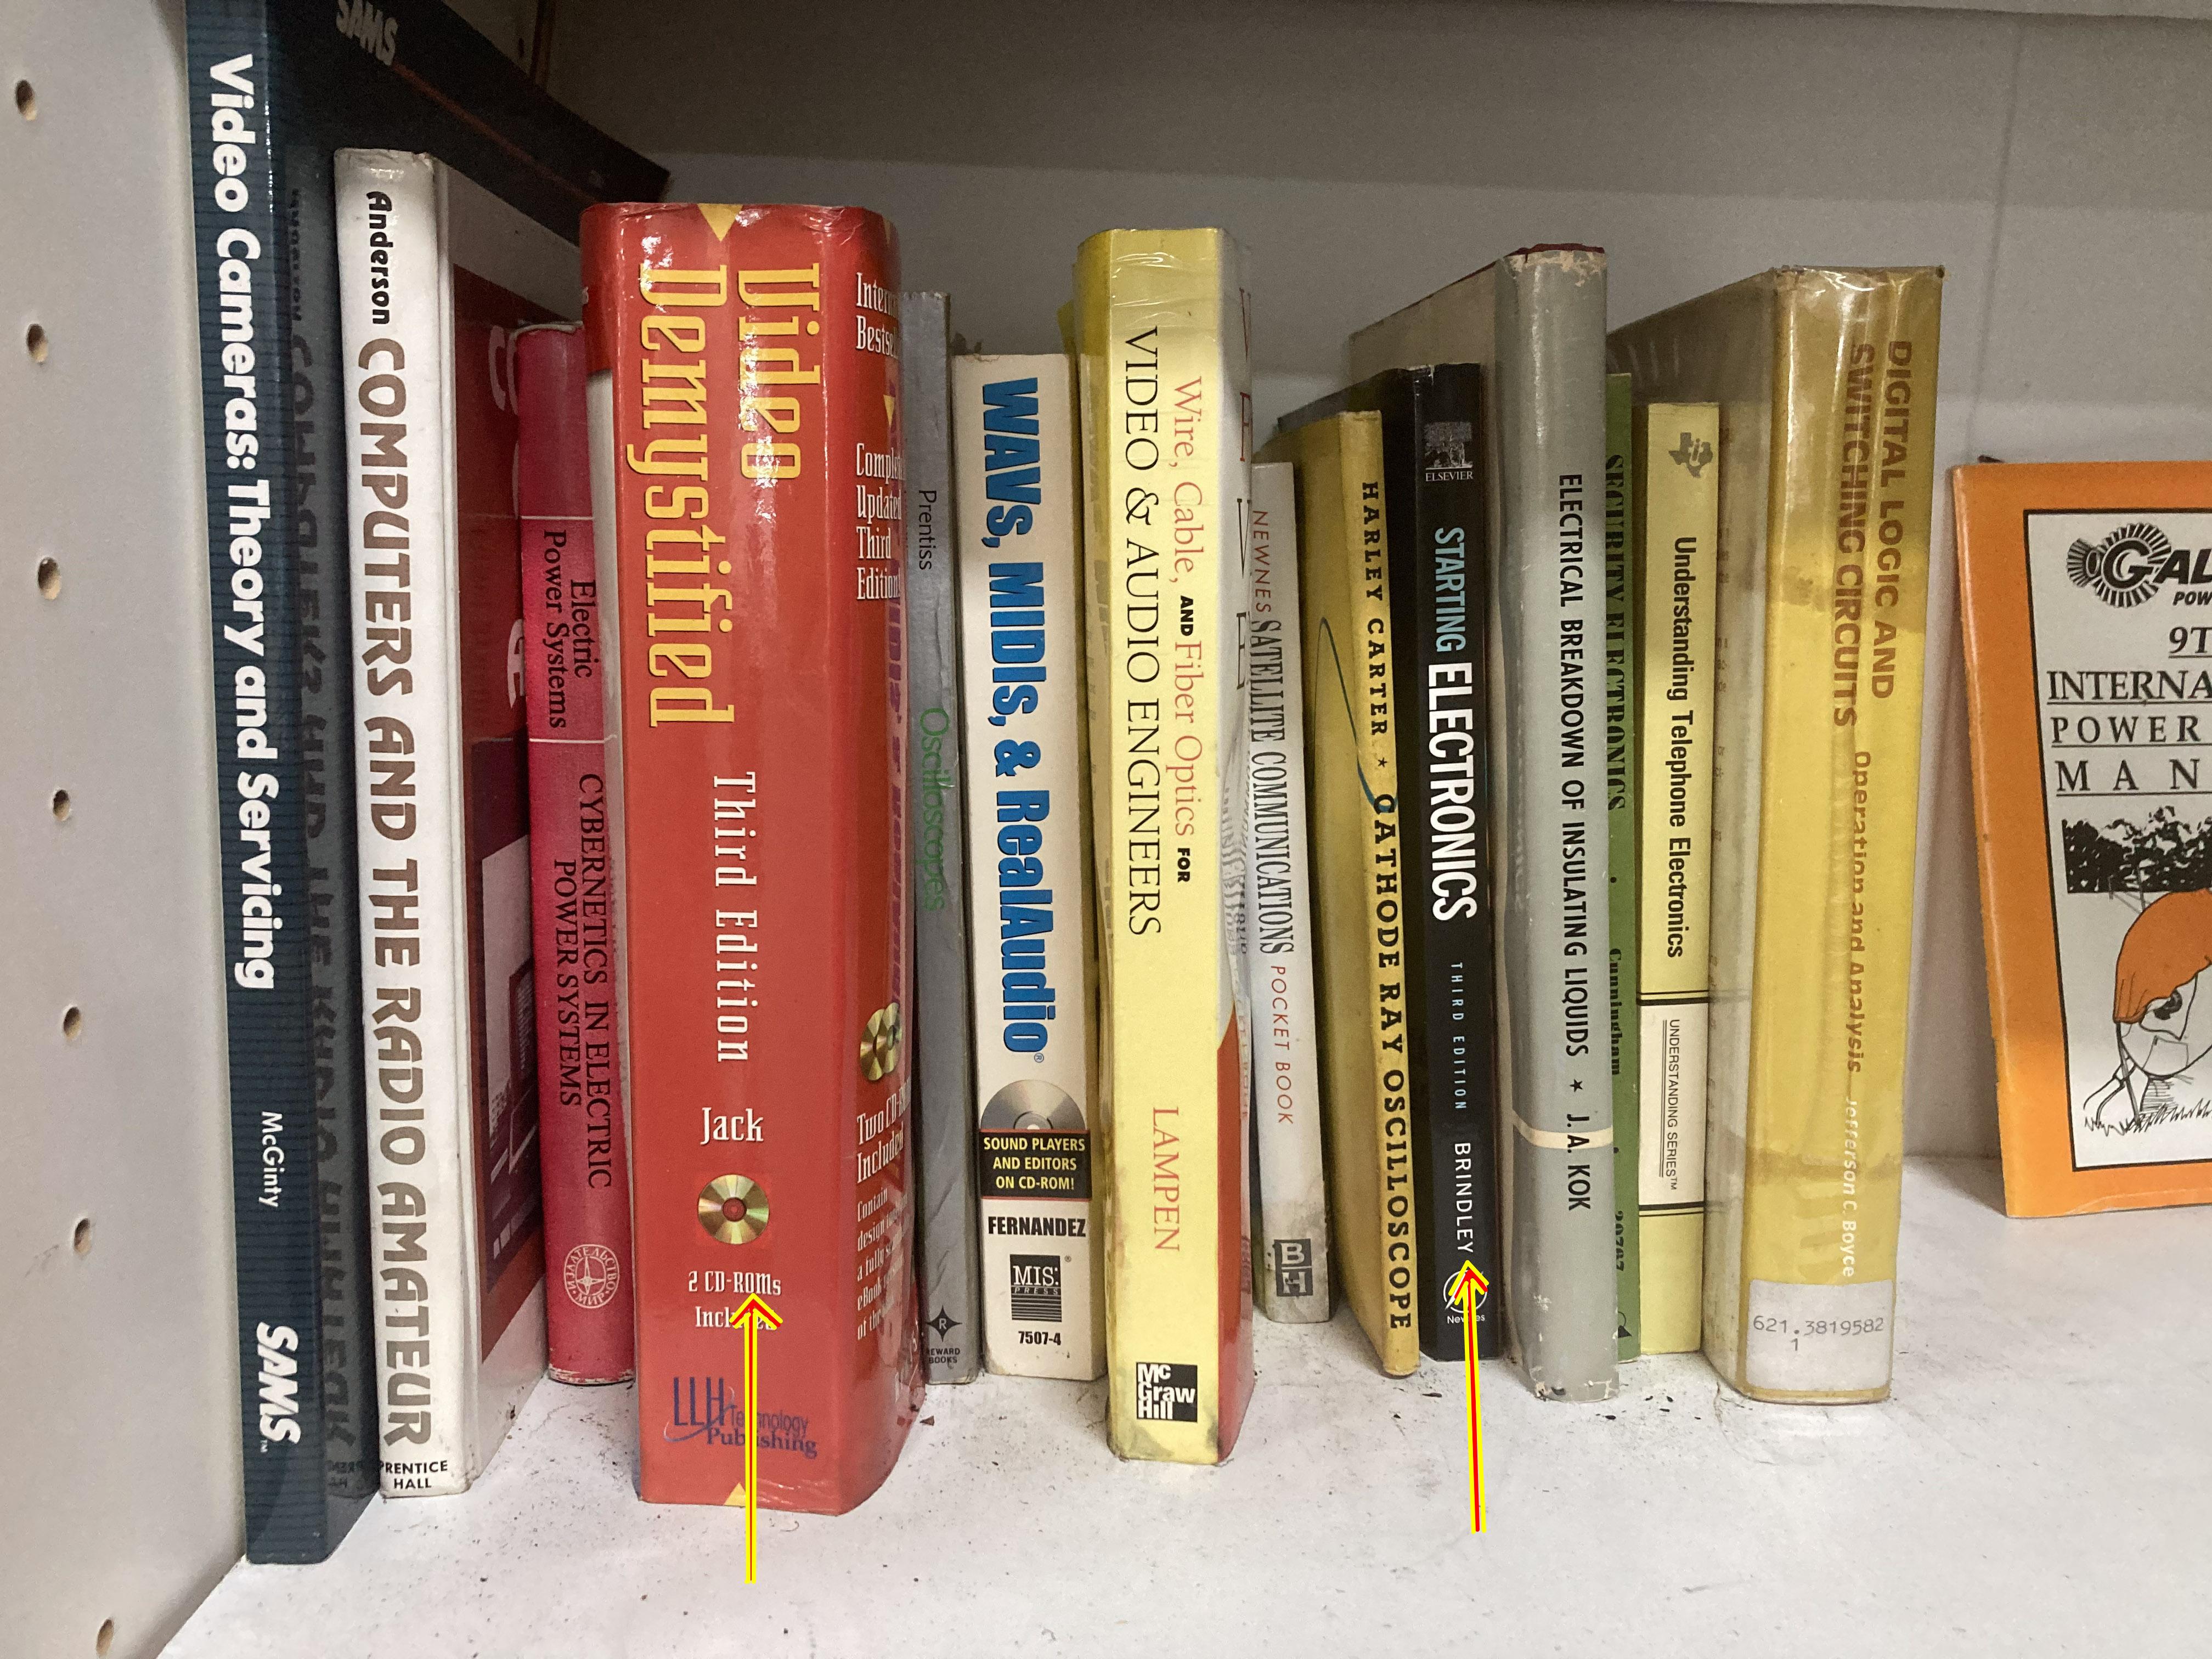 SAMS
Video Cameras: Theory and Servicing
McGinty
SAMS
Anderson
COMPUTERS AND THE RADIO AMATEUR
PRENTICE
HALL
Electric
Power Systems
CYBERNETICS IN ELECTRIC
POWER SYSTEMS
ИЗДАТЕЛЬСТВО
МИР
Video
Demystified
Third Edition
Jack
2 CD-ROMs
LLH Technology
Publishing
Updated
Third
Edition
Two CD-
Prentiss
Oscilloscopes
REWARD
BOOKS
WAVs, MIDIs, & RealAudio®
SOUND PLAYERS
AND EDITORS
ON CD-ROM!
FERNANDEZ
MIS:
PRESS
7507-4
Wire, Cable, AND Fiber Optics FOR
VIDEO & AUDIO ENGINEERS
LAMPEN
Mc
Graw
Hill
NEWNES SATELLITE COMMUNICATIONS POCKET BOOK
HARLEY CARTER * CATHODE RAY OSCILLOSCOPE
ELSEVIER
STARTING ELECTRONICS
THIRD EDITION
BRINDLEY
ELECTRICAL BREAKDOWN OF INSULATING LIQUIDS * J. A. KOK
SECURITY ELECTRONICS
Cunningham
20767
Understanding Telephone Electronics
UNDERSTANDING SERIES™
DIGITAL LOGIC AND
SWITCHING CIRCUITS
Operation and Analysis
Jefferson C. Boyce
621.3819582
1
9T
INTERNA
POWER
MAN